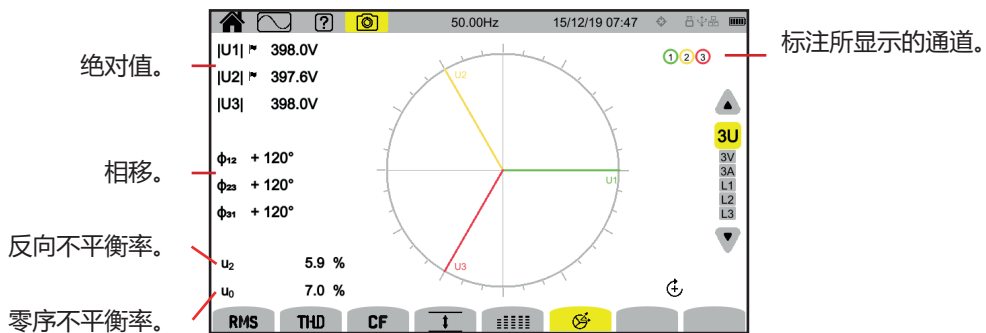 50.00Hz 15/12/19 07:47
标注所显示的通道。
绝对值。
|U1| 398.0V
|U2| 397.6V
|U3| 398.0V
1 2 3
U2
U1
U3
3U
3V
3A
L1
L2
L3
相移。
ϕ₁₂ + 120°
ϕ₂₃ + 120°
ϕ₃₁ + 120°
反向不平衡率。
u₂ 5.9 %
零序不平衡率。
u₀ 7.0 %
RMS THD CF